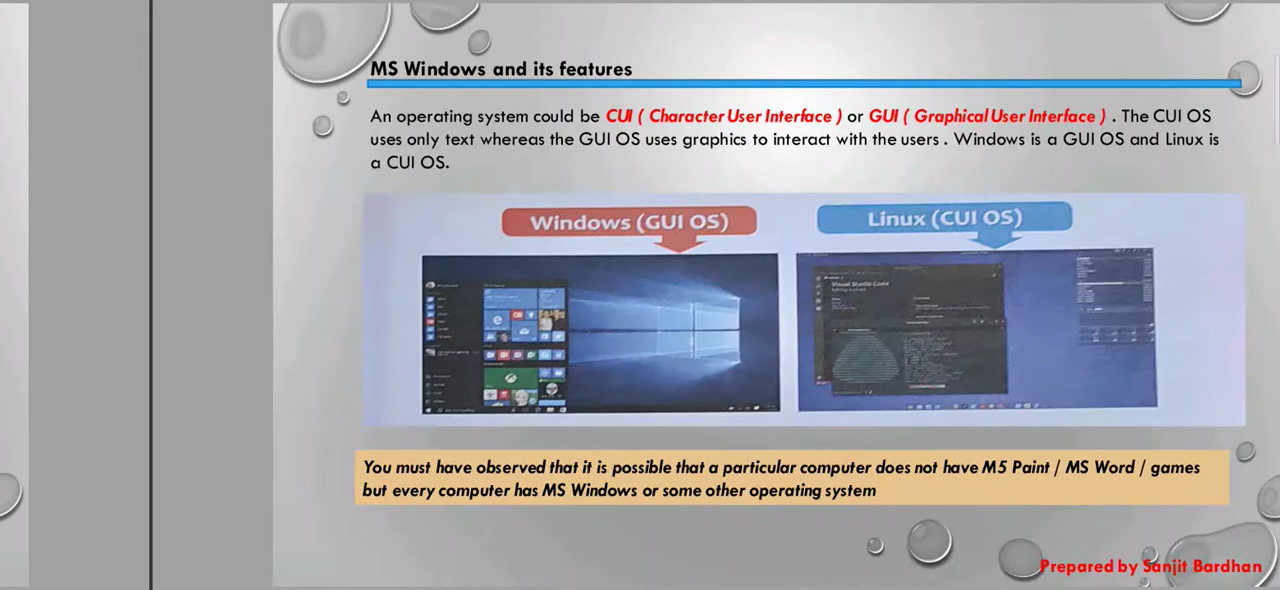 MS Windows and its features
An operating system could be CUI ( Character User Interface ) or GUI ( Graphical User Interface ) . The CUI OS
uses only text whereas the GUI OS uses graphics to interact with the users . Windows is a GUI OS and Linux is
a CUI OS.
Windows (GUI OS)
Linux (CUI OS)
Visual Studio Code
You must have observed that it is possible that a particular computer does not have M5 Paint / MS Word / games
but every computer has MS Windows or some other operating system
Prepared by Sanjit Bardhan